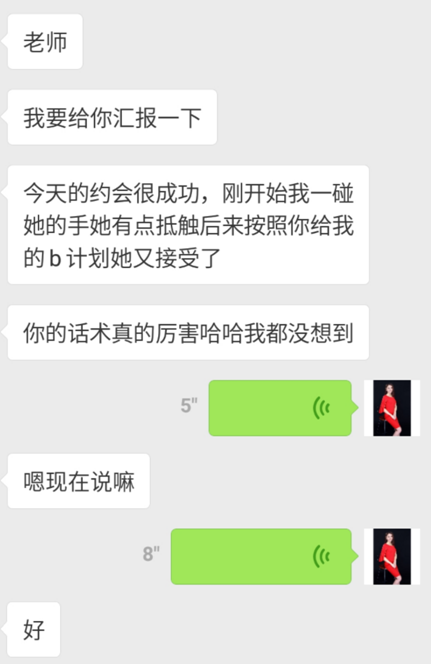 老师
我要给你汇报一下
今天的约会很成功，刚开始我一碰
她的手她有点抵触后来按照你给我
的b计划她又接受了
你的话术真的厉害哈哈我都没想到
5"
嗯现在说嘛
8"
好